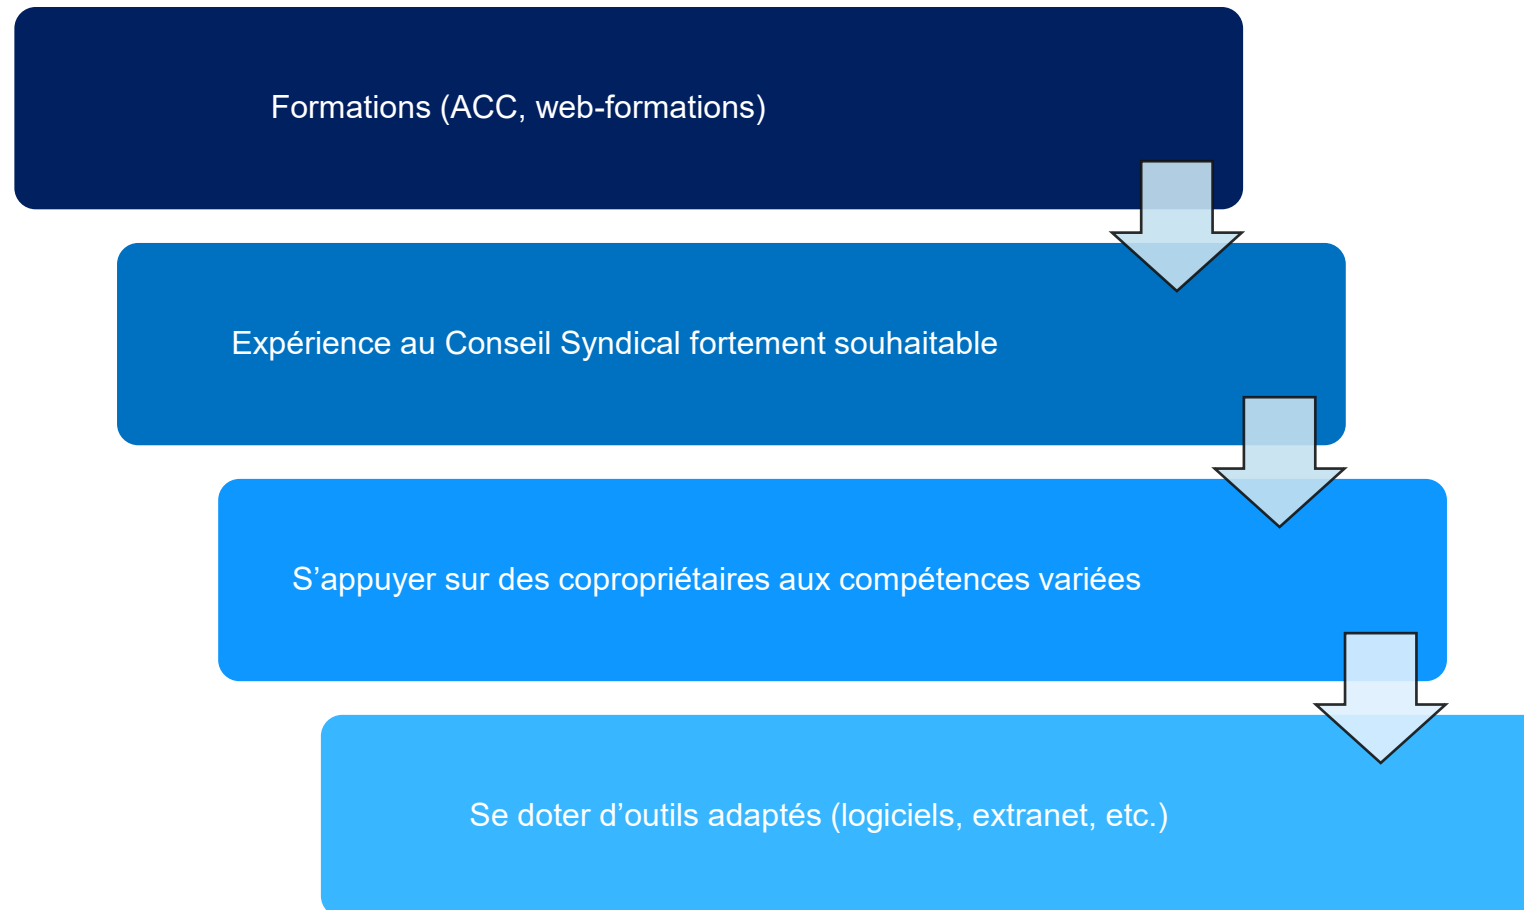 Formations (ACC, web-formations)
Expérience au Conseil Syndical fortement souhaitable
S’appuyer sur des copropriétaires aux compétences variées
Se doter d’outils adaptés (logiciels, extranet, etc.)